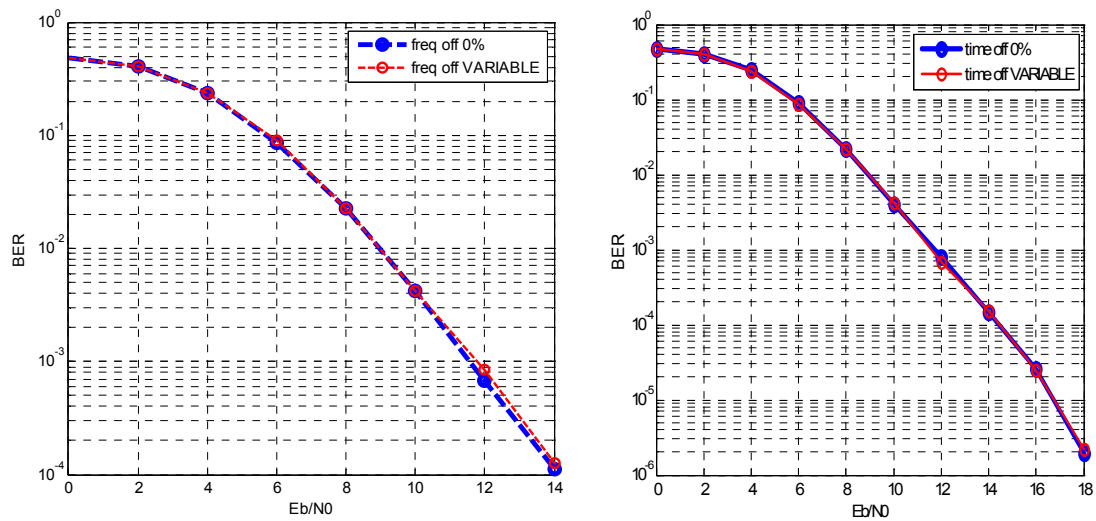 freq off 0%
freq off VARIABLE
BER
10^0
10^-1
10^-2
10^-3
10^-4
0 2 4 6 8 10 12 14
Eb/N0
time off 0%
time off VARIABLE
BER
10^0
10^-1
10^-2
10^-3
10^-4
10^-5
10^-6
0 2 4 6 8 10 12 14 16 18
Eb/N0